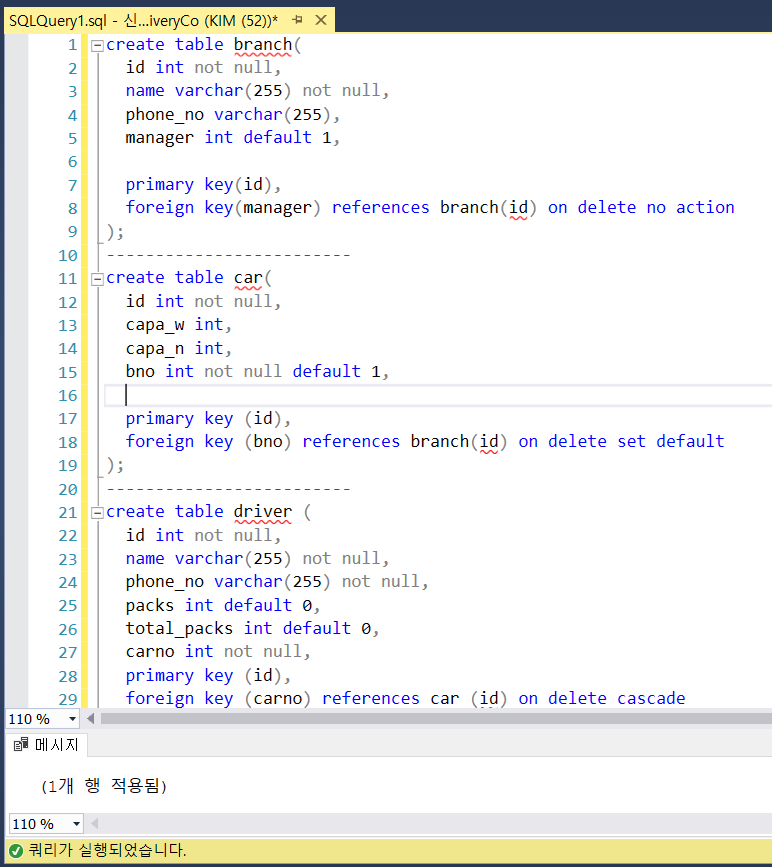 SQLQuery1.sql - 신...iveryCo (KIM (52))*
1 create table branch(
2 id int not null,
3 name varchar(255) not null,
4 phone_no varchar(255),
5 manager int default 1,
6
7 primary key(id),
8 foreign key(manager) references branch(id) on delete no action
9 );
10 -------------------------
11 create table car(
12 id int not null,
13 capa_w int,
14 capa_n int,
15 bno int not null default 1,
16
17 primary key (id),
18 foreign key (bno) references branch(id) on delete set default
19 );
20 -------------------------
21 create table driver (
22 id int not null,
23 name varchar(255) not null,
24 phone_no varchar(255) not null,
25 packs int default 0,
26 total_packs int default 0,
27 carno int not null,
28 primary key (id),
29 foreign key (carno) references car (id) on delete cascade
110 %
메시지
(1개 행 적용됨)
110 %
쿼리가 실행되었습니다.